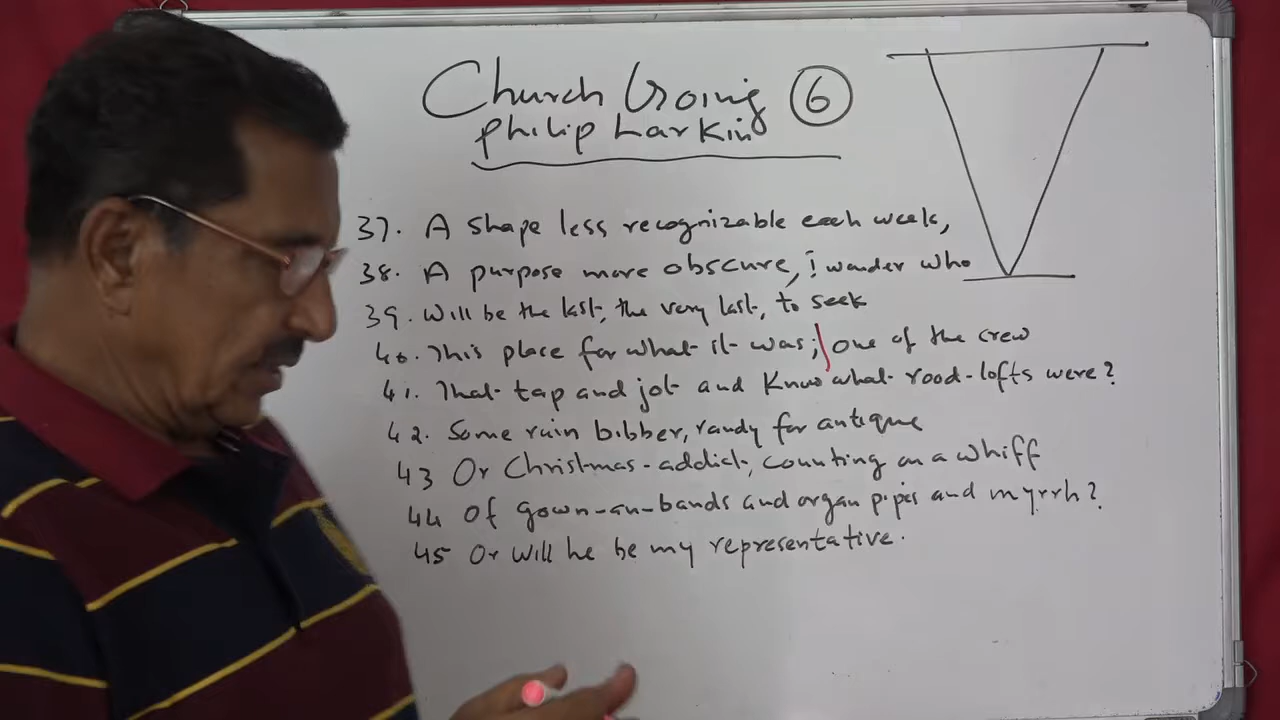 Church Going 6
Philip Larkin
37. A shape less recognizable each week,
38. A purpose more obscure, i wonder who
39. Will be the last, the very last, to seek
40. This place for what it was; one of the crew
41. That tap and jot and Know what rood-lofts were?
42. Some ruin bibber, randy for antique
43 Or Christmas-addict, counting on a whiff
44 Of gown-an-bands and organ pipes and myrrh?
45 Or will he be my representative.